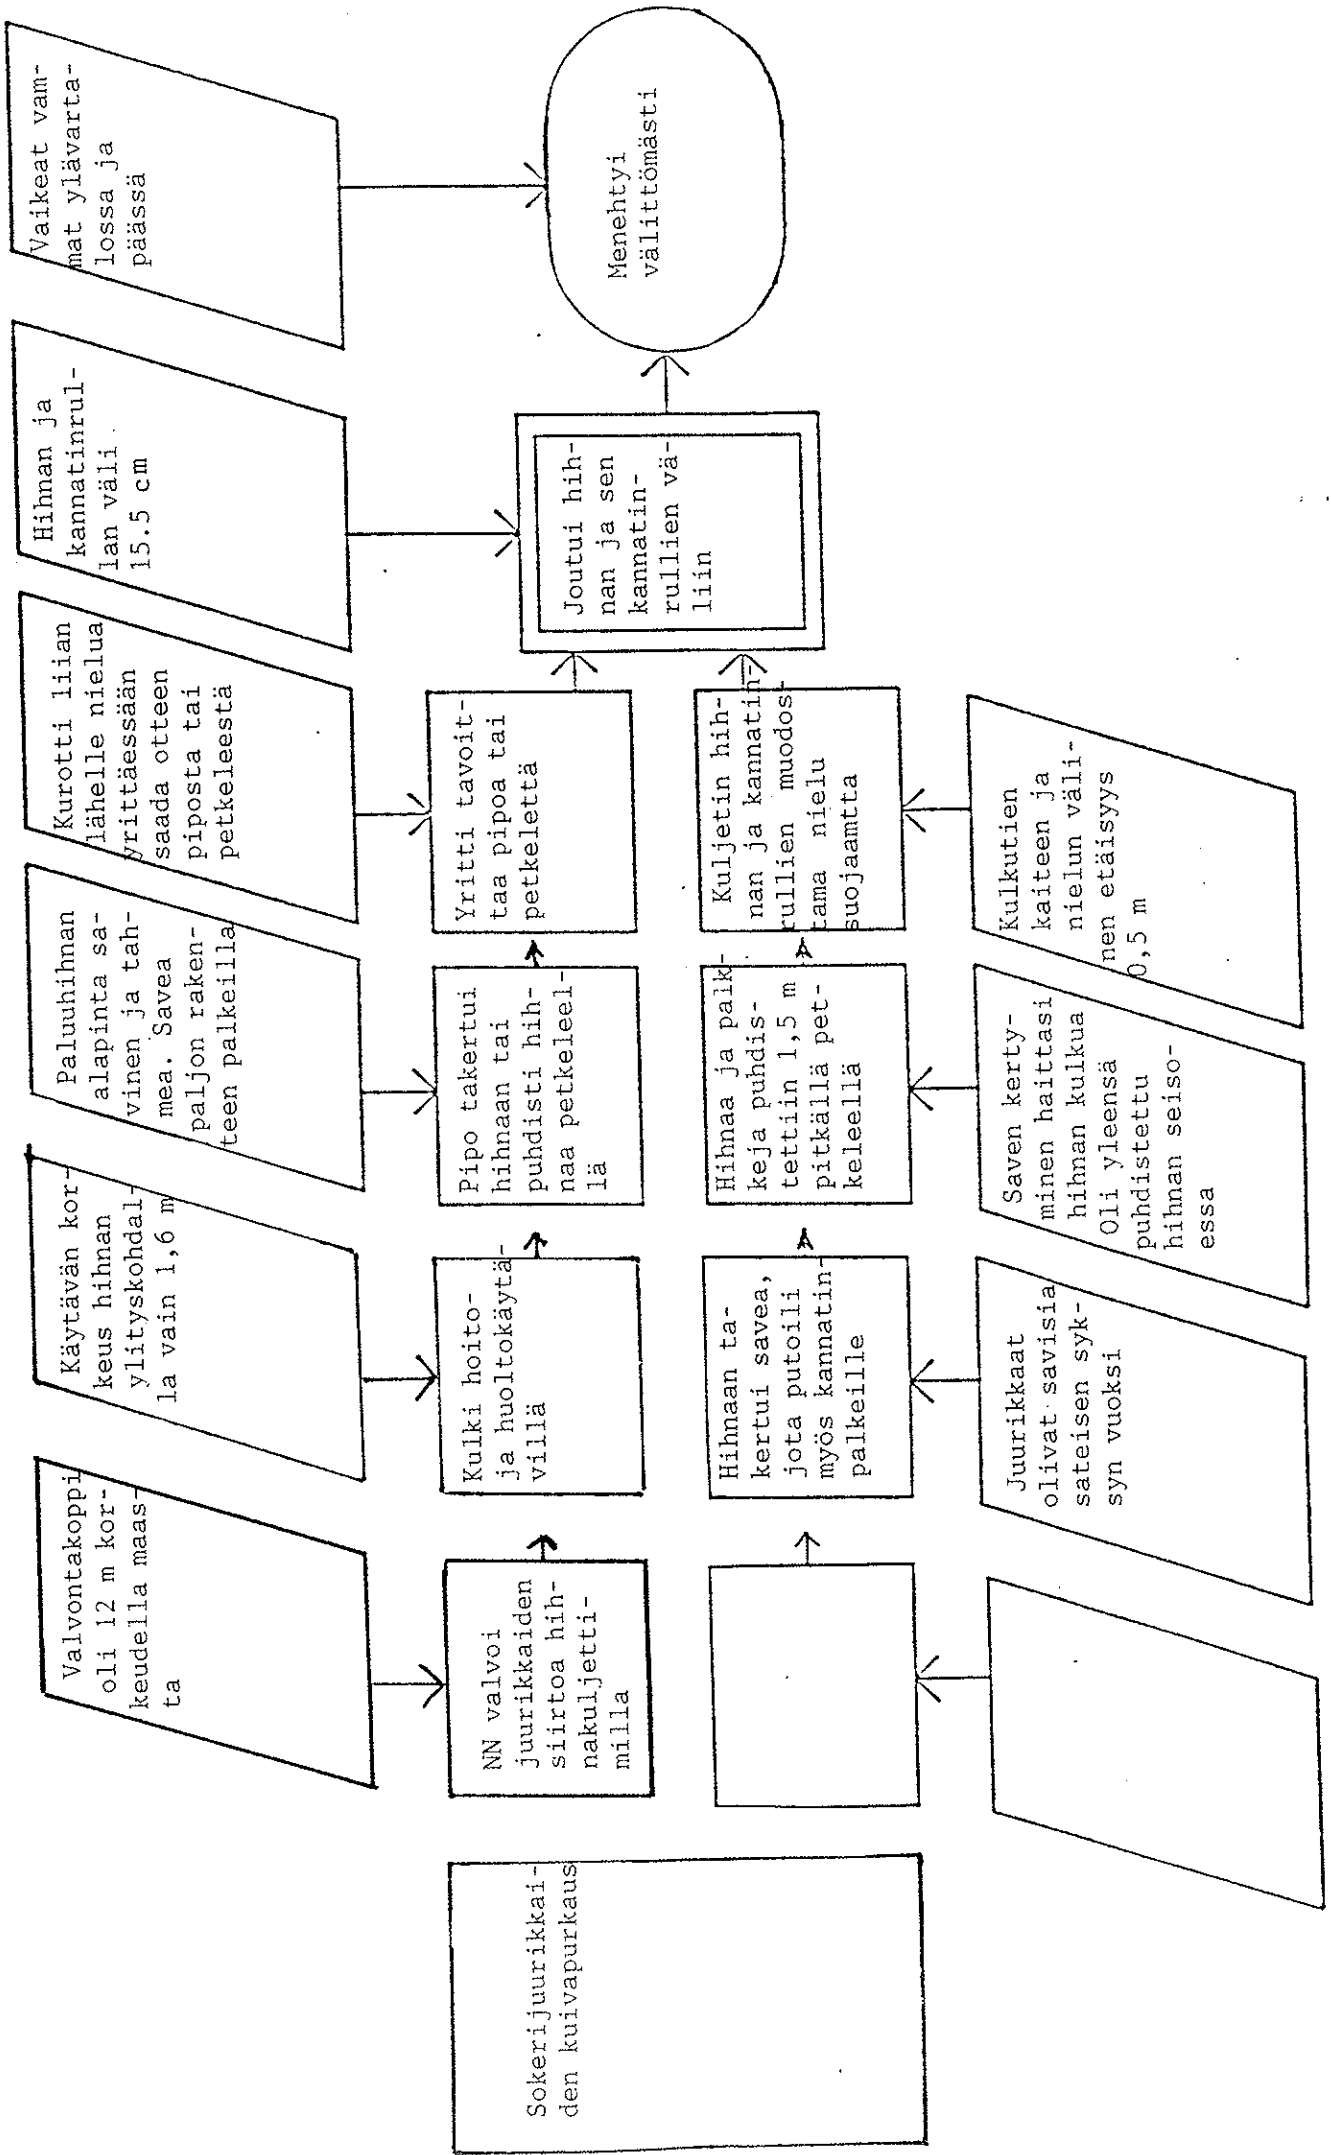 Valvontakoppi
oli 12 m kor-
keudella maas-
ta
Käytävän kor-
keus hihnan
ylityskohdal-
la vain 1,6 m
Paluuhihnan
alapinta sa-
vinen ja tah-
mea. Savea
paljon raken-
teen palkeilla
Kurotti liian
lähelle nielua
yrittäessään
saada otteen
piposta tai
petkeleestä
Hihnan ja
kannatinrul-
lan väli
15.5 cm
Vaikeat vam-
mat ylävarta-
lossa ja
päässä
Sokerijuurikkai-
den kuivapurkaus
NN valvoi
juurikkaiden
siirtoa hih-
nakuljetti-
milla
Kulki hoito-
ja huoltokäytä-
villä
Pipo takertui
hihnaan tai
puhdisti hih-
naa petkeleel-
lä
Yritti tavoit-
taa pipoa tai
petkelettä
Joutui hih-
nan ja sen
kannatin-
rullien vä-
liin
Menehtyi
välittömästi
Hihnaan ta-
kertui savea,
jota putoili
myös kannatin-
palkeille
Hihnaa ja palk-
keja puhdis-
tettiin 1,5 m
pitkällä pet-
keleellä
Kuljetin hih-
nan ja kannatin-
rullien muodos-
tama nielu
suojaamtta
Juurikkaat
olivat savisia
sateisen syk-
syn vuoksi
Saven kerty-
minen haittasi
hihnan kulkua
Oli yleensä
puhdistettu
hihnan seiso-
essa
Kulkutien
kaiteen ja
nielun väli-
nen etäisyys
0,5 m